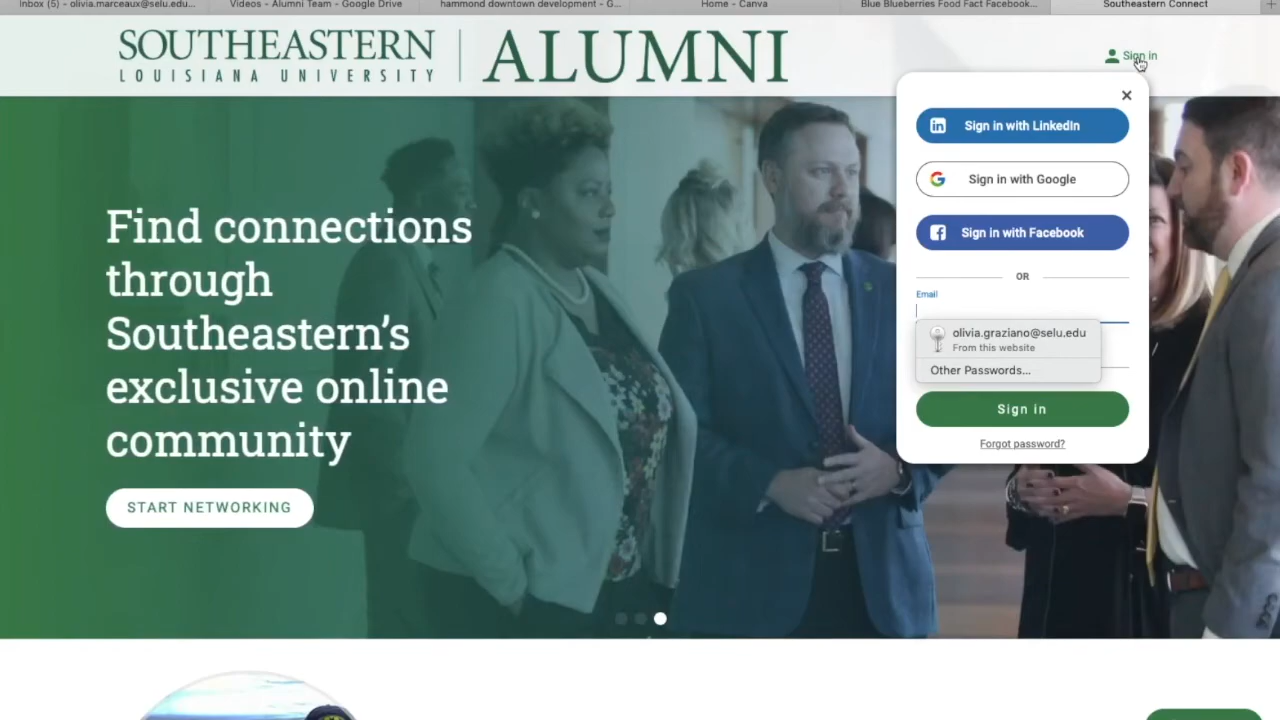 Inbox (5) - olivia.marceaux@selu.edu...
Videos - Alumni Team - Google Drive
hammond downtown development - G...
Home - Canva
Blue Blueberries Food Fact Facebook...
Southeastern Connect
SOUTHEASTERN
LOUISIANA UNIVERSITY
ALUMNI
Sign in
Sign in with LinkedIn
Sign in with Google
Sign in with Facebook
OR
Email
olivia.graziano@selu.edu
From this website
Other Passwords...
Sign in
Forgot password?
Find connections
through
Southeastern’s
exclusive online
community
START NETWORKING